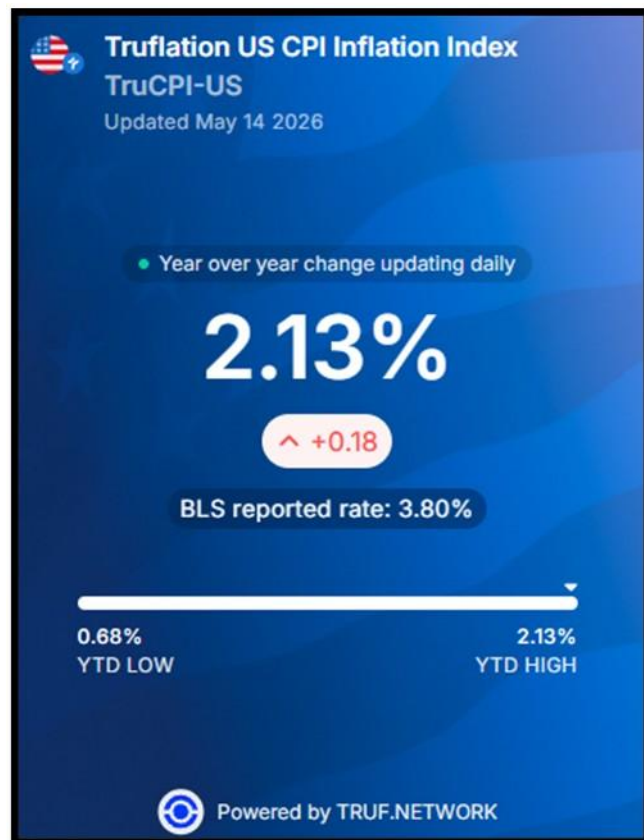 Truflation US CPI Inflation Index
TruCPI-US
Updated May 14 2026
Year over year change updating daily
2.13%
+0.18
BLS reported rate: 3.80%
0.68%
YTD LOW
2.13%
YTD HIGH
Powered by TRUF.NETWORK